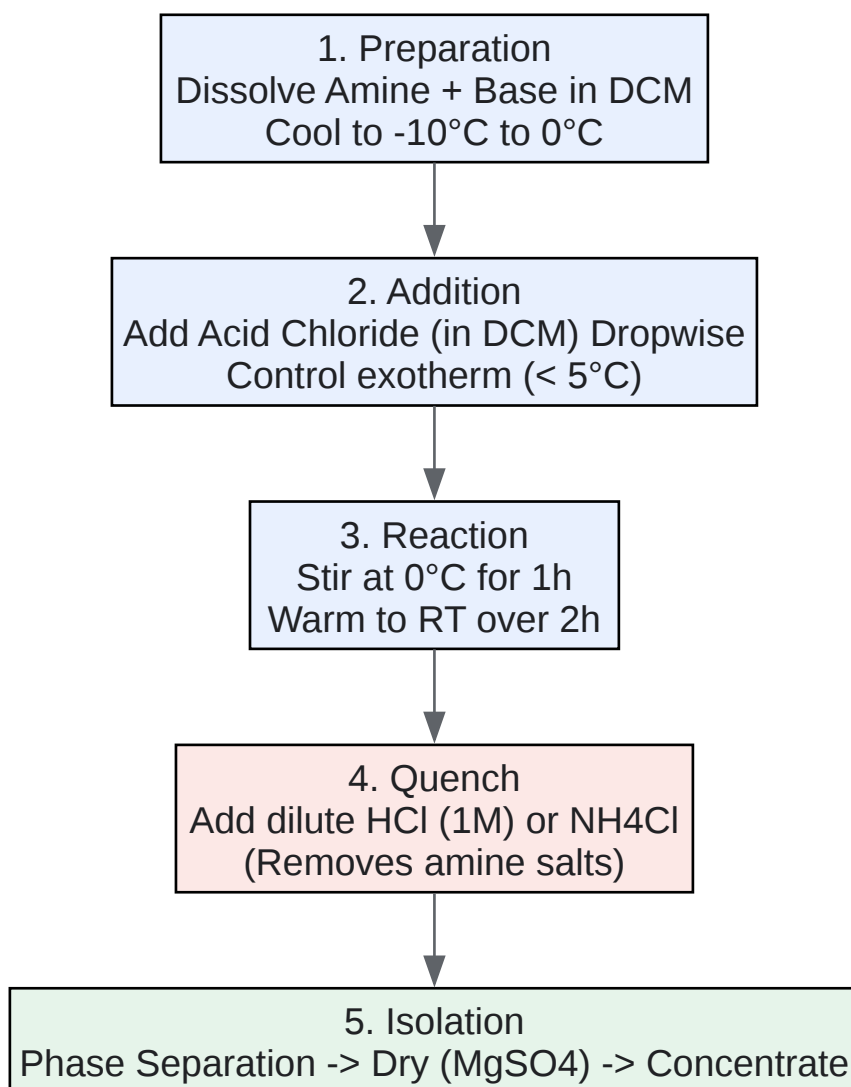 1. Preparation
Dissolve Amine + Base in DCM
Cool to -10°C to 0°C
2. Addition
Add Acid Chloride (in DCM) Dropwise
Control exotherm (< 5°C)
3. Reaction
Stir at 0°C for 1h
Warm to RT over 2h
4. Quench
Add dilute HCl (1M) or NH4Cl
(Removes amine salts)
5. Isolation
Phase Separation -> Dry (MgSO4) -> Concentrate